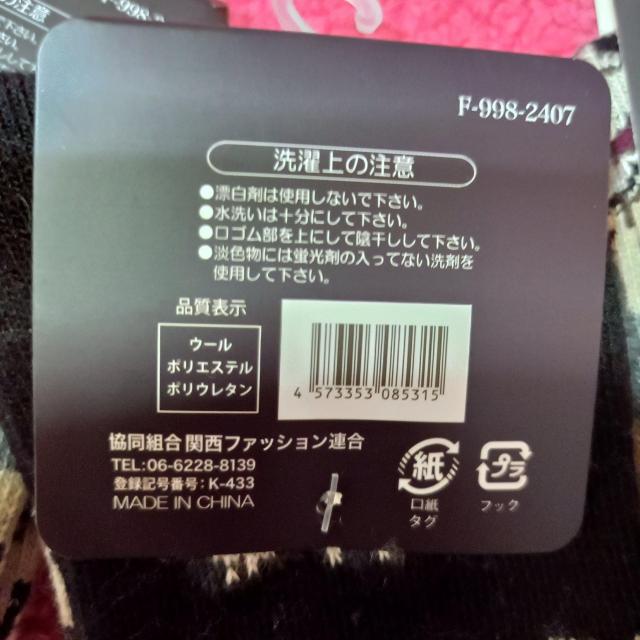 F-998-2407
洗濯上の注意
●漂白剤は使用しないで下さい。
●水洗いは十分にして下さい。
●口ゴム部を上にして陰干しして下さい。
●淡色物には蛍光剤の入ってない洗剤を
使用して下さい。
品質表示
ウール
ポリエステル
ポリウレタン
4 573353 085315
協同組合 関西ファッション連合
TEL:06-6228-8139
登録記号番号: K-433
MADE IN CHINA
紙
口紙
タグ
プラ
フック